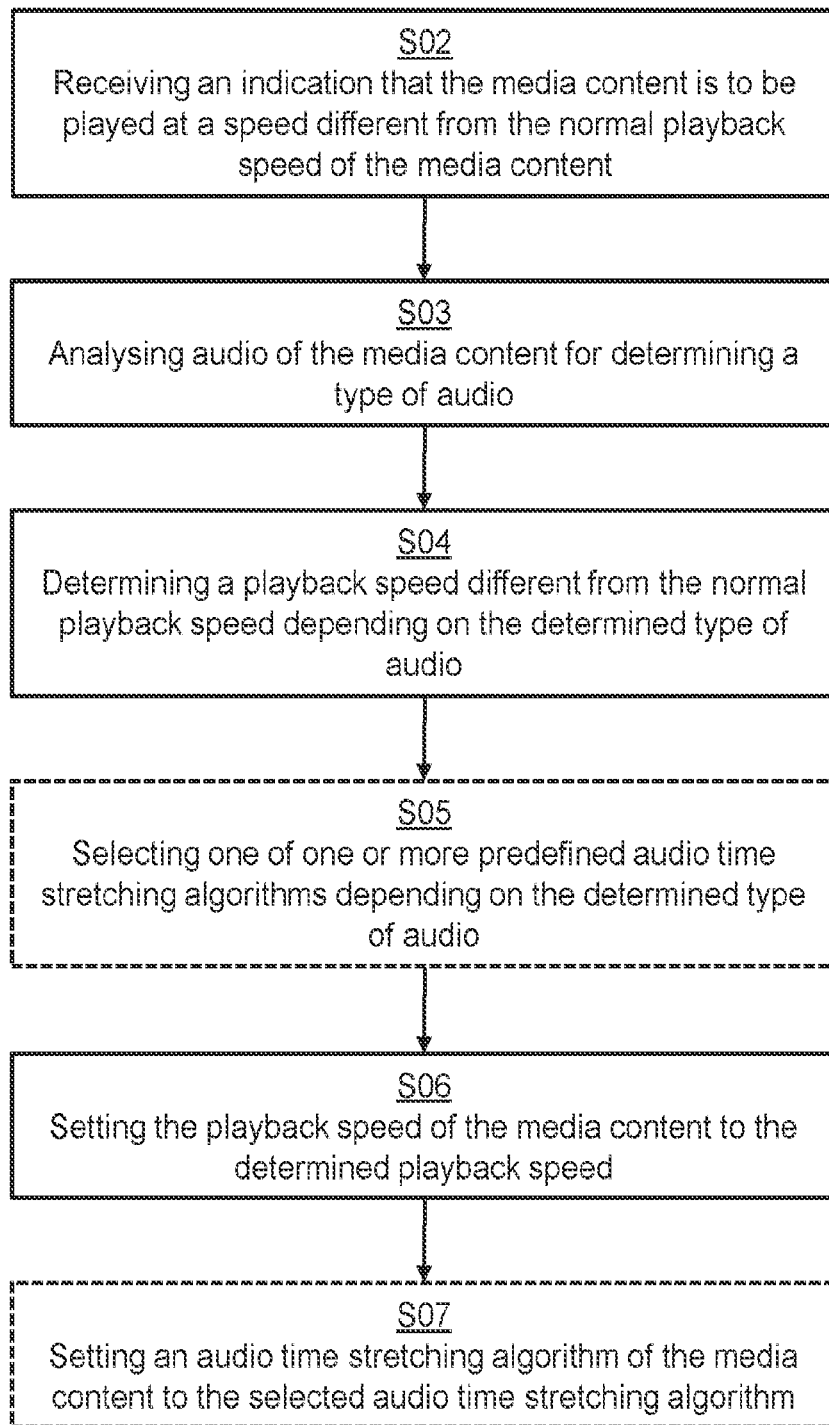 S02
Receiving an indication that the media content is to be
played at a speed different from the normal playback
speed of the media content
S03
Analysing audio of the media content for determining a
type of audio
S04
Determining a playback speed different from the normal
playback speed depending on the determined type of
audio
S05
Selecting one of one or more predefined audio time
stretching algorithms depending on the determined type
of audio
S06
Setting the playback speed of the media content to the
determined playback speed
S07
Setting an audio time stretching algorithm of the media
content to the selected audio time stretching algorithm